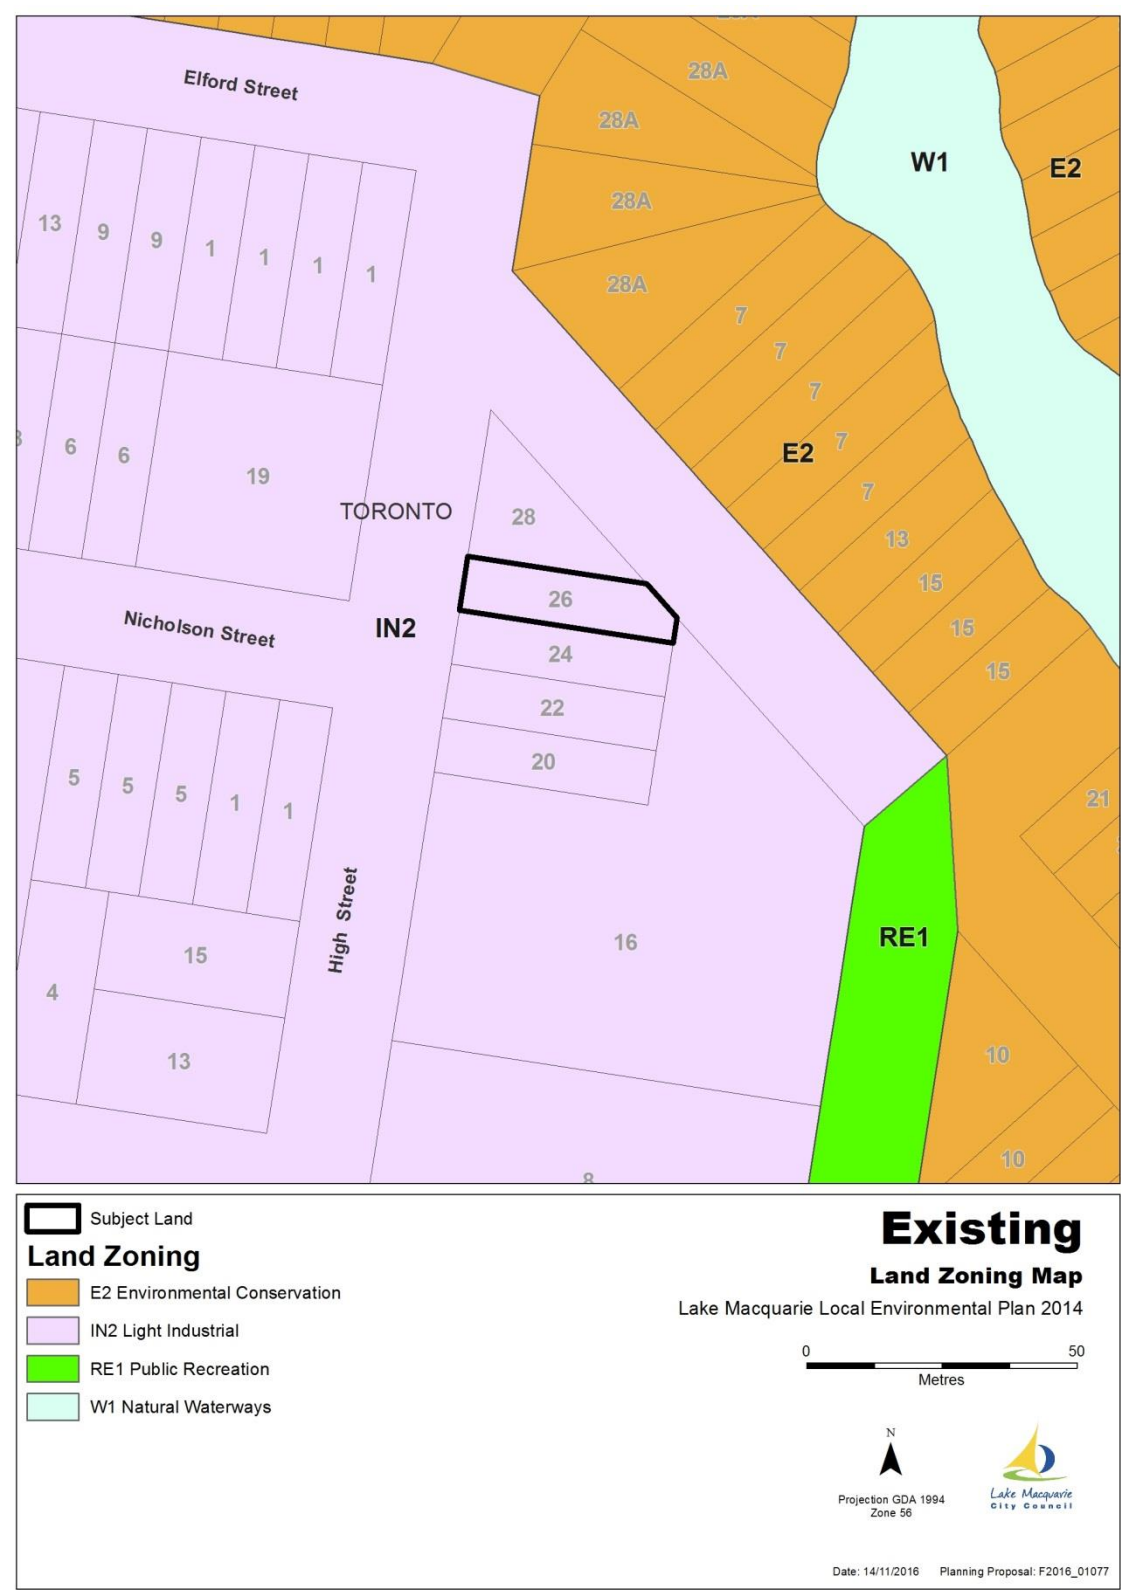 28A
Elford Street
28A
28A
W1
E2
28A
28A
13
9
9
1
1
1
1
7
7
7
7
7
E2
6
6
19
TORONTO
28
13
15
15
15
26
24
22
20
Nicholson Street
IN2
5
5
5
1
1
21
High Street
16
RE1
15
4
13
10
10
8
Subject Land
Land Zoning
E2 Environmental Conservation
IN2 Light Industrial
RE1 Public Recreation
W1 Natural Waterways
Existing
Land Zoning Map
Lake Macquarie Local Environmental Plan 2014
0 50
Metres
N
Projection GDA 1994
Zone 56
Lake Macquarie
City Council
Date: 14/11/2016 Planning Proposal: F2016_01077